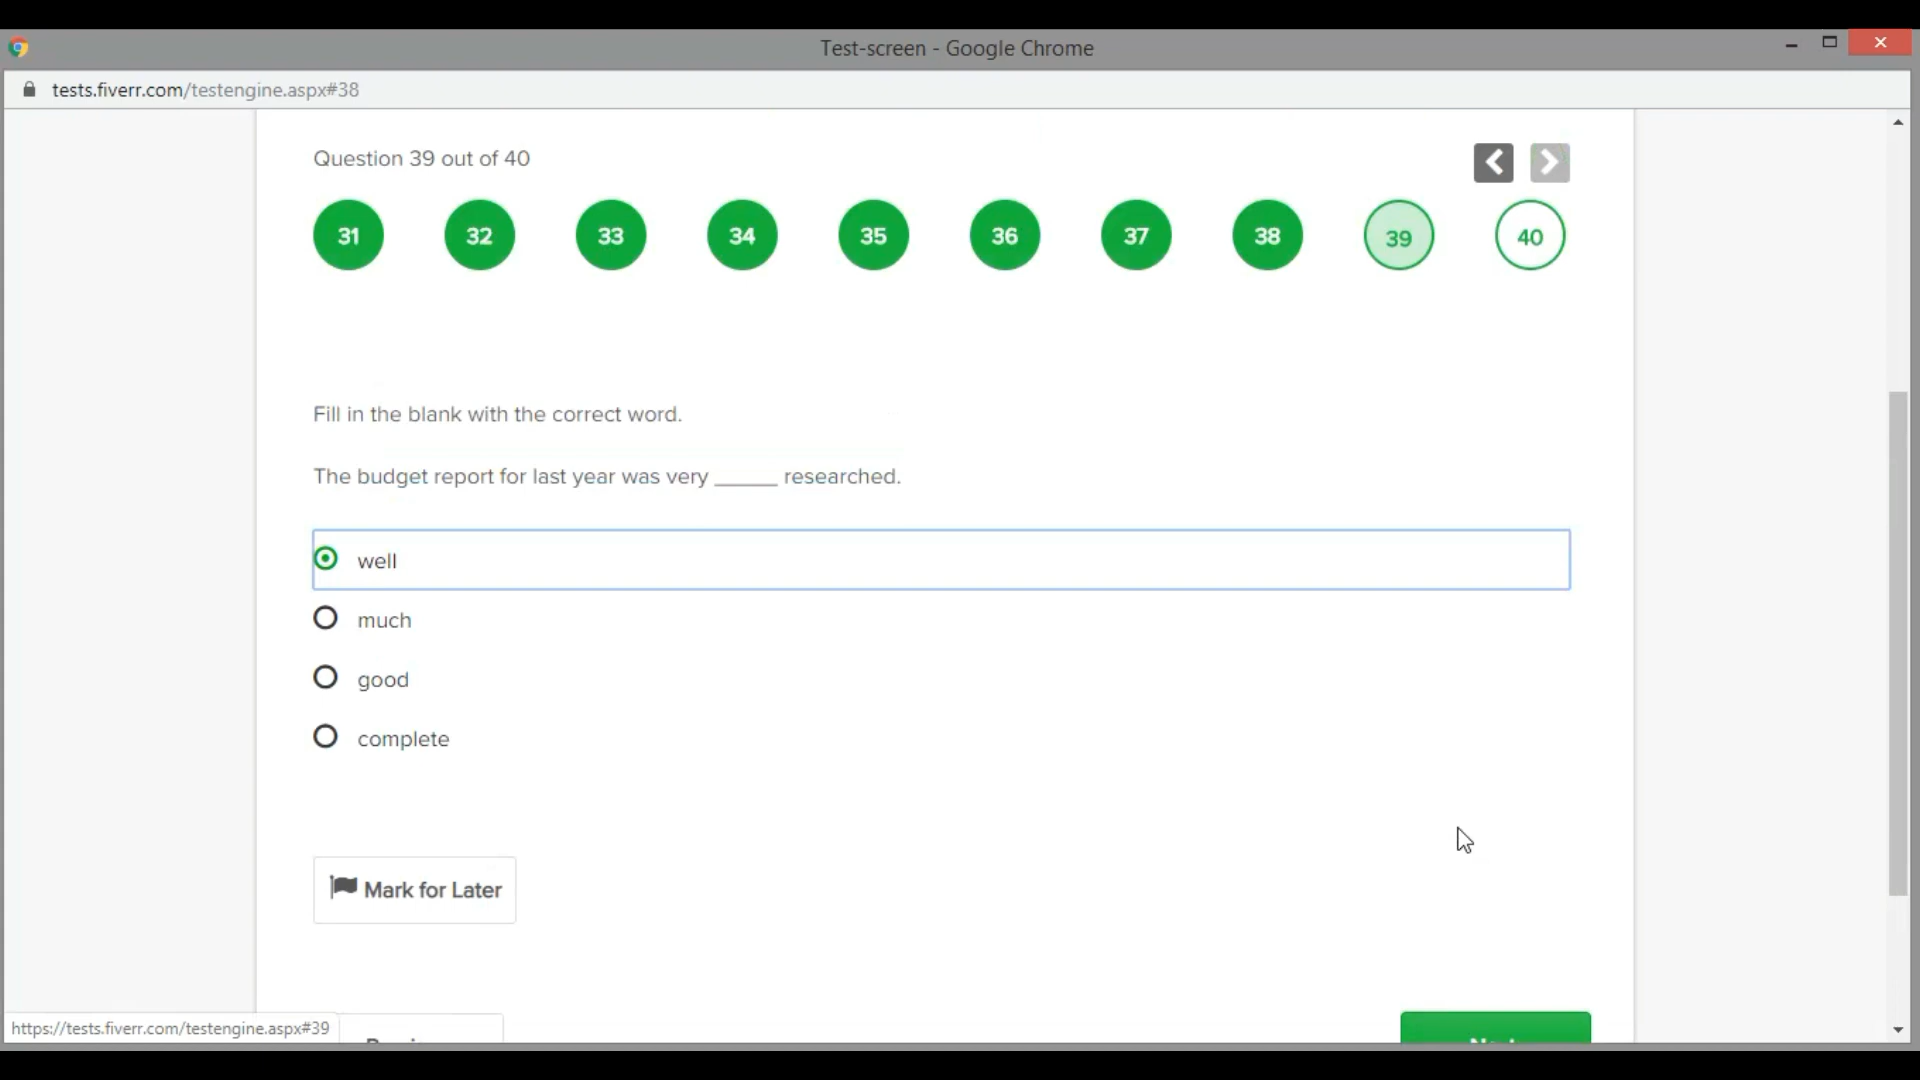 Test-screen - Google Chrome
tests.fiverr.com/testengine.aspx#38
Question 39 out of 40
31 32 33 34 35 36 37 38 39 40
Fill in the blank with the correct word.
The budget report for last year was very ______ researched.
well
much
good
complete
Mark for Later
https://tests.fiverr.com/testengine.aspx#39